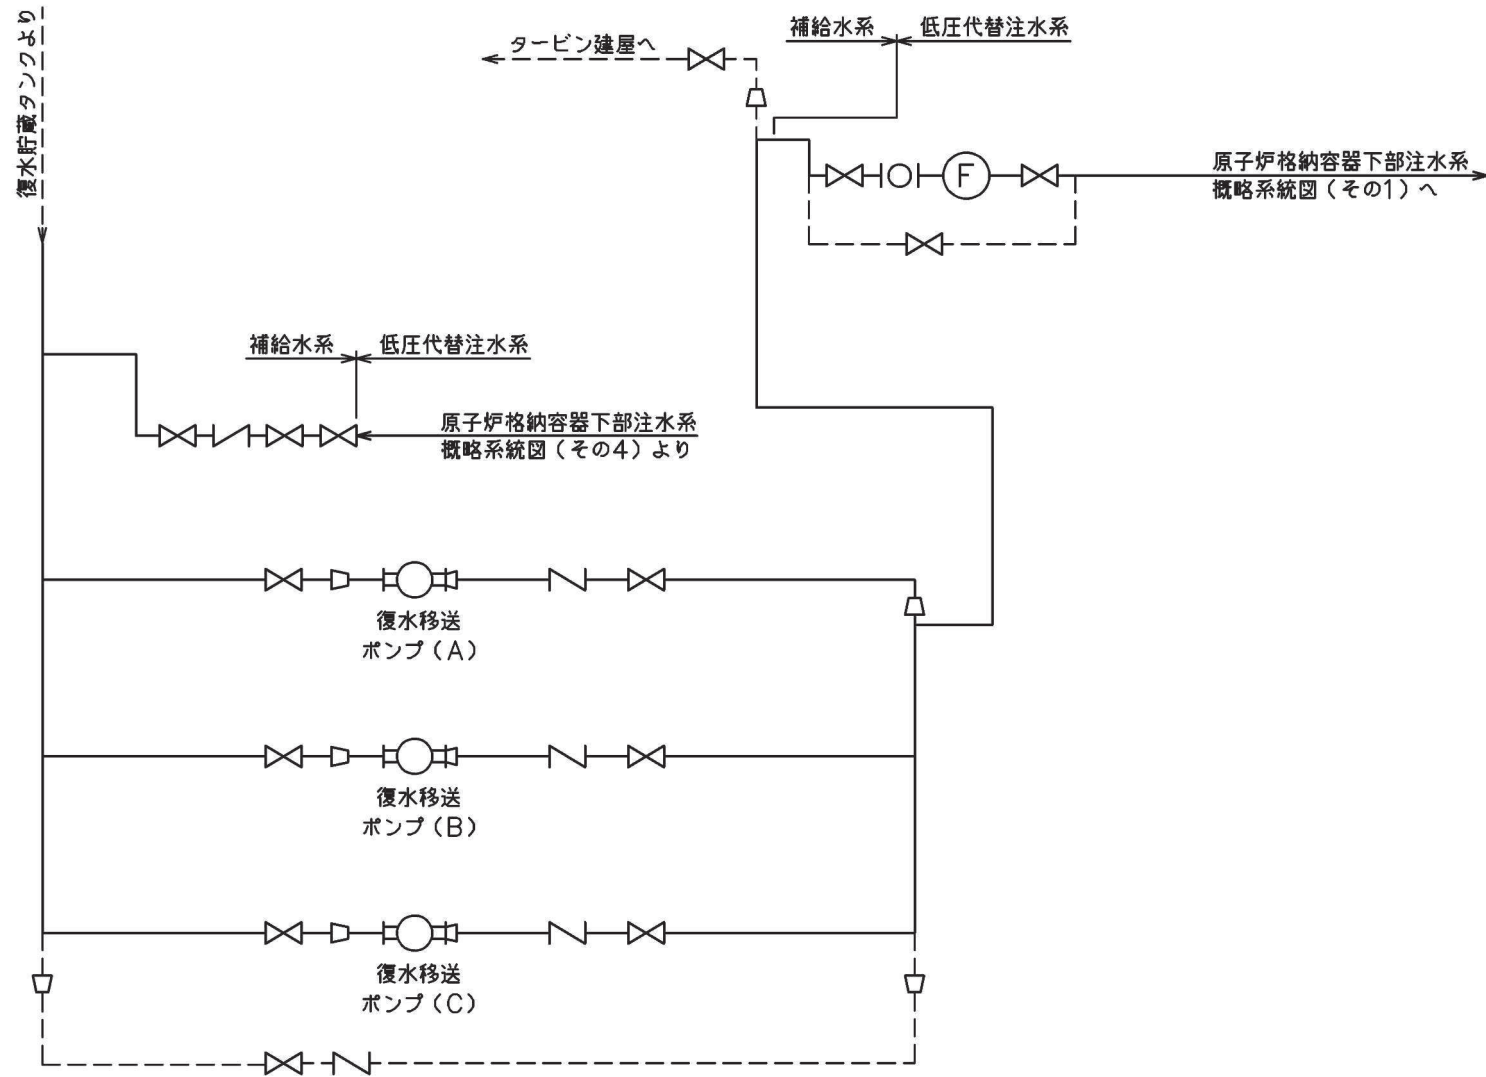 復水貯蔵タンクより
タービン建屋へ
補給水系
低圧代替注水系
F
原子炉格納容器下部注水系
概略系統図(その1)へ
補給水系
低圧代替注水系
原子炉格納容器下部注水系
概略系統図(その4)より
復水移送
ポンプ(A)
復水移送
ポンプ(B)
復水移送
ポンプ(C)